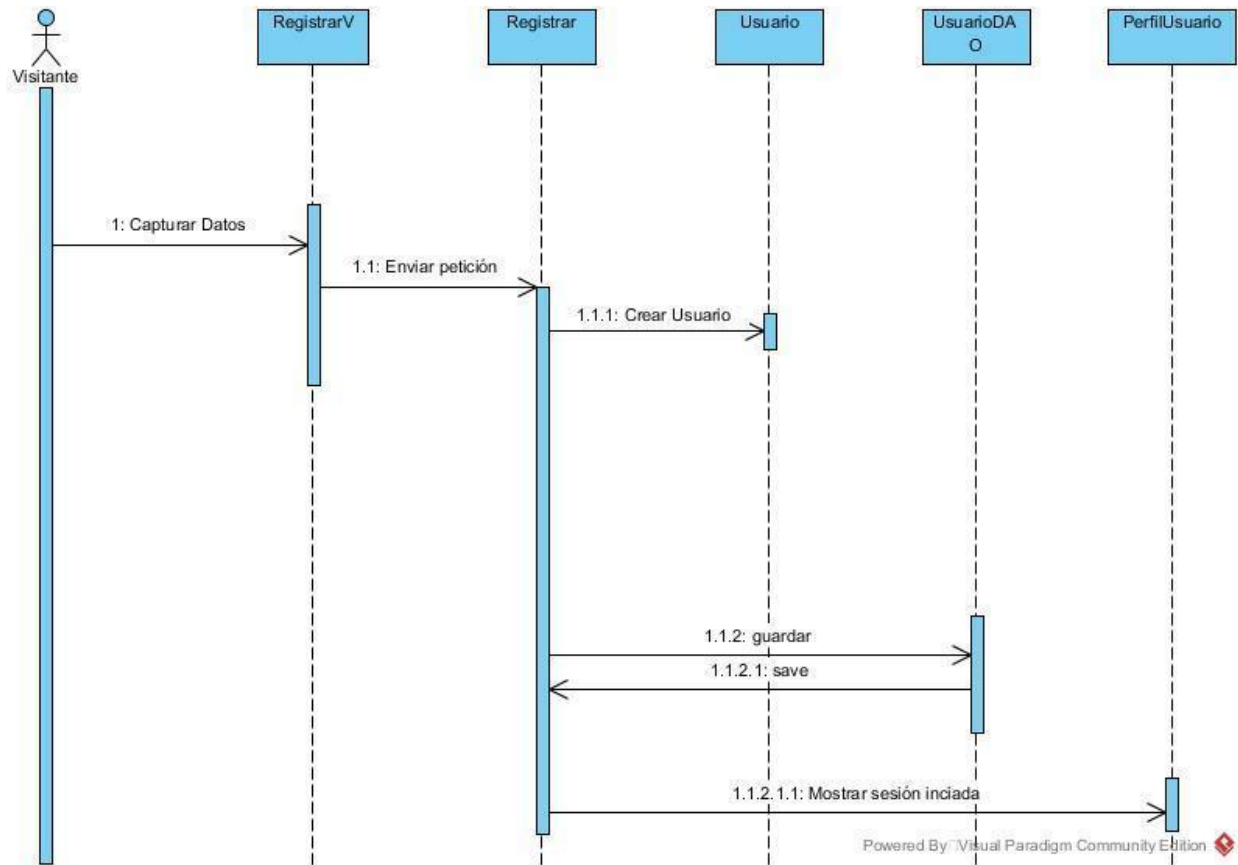 RegistrarV
Registrar
Usuario
UsuarioDA
O
PerfilUsuario
Visitante
1: Capturar Datos
1.1: Enviar petición
1.1.1: Crear Usuario
1.1.2: guardar
1.1.2.1: save
1.1.2.1.1: Mostrar sesión inciada
Powered By Visual Paradigm Community Edition